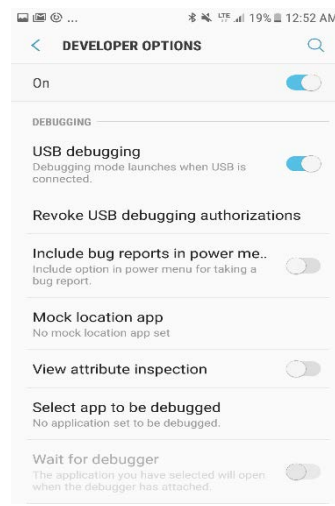 ... LTE 19% 12:52 AM
DEVELOPER OPTIONS
On
DEBUGGING
USB debugging
Debugging mode launches when USB is
connected.
Revoke USB debugging authorizations
Include bug reports in power me..
Include option in power menu for taking a
bug report.
Mock location app
No mock location app set
View attribute inspection
Select app to be debugged
No application set to be debugged.
Wait for debugger
The application you have selected will open
when the debugger has attached.